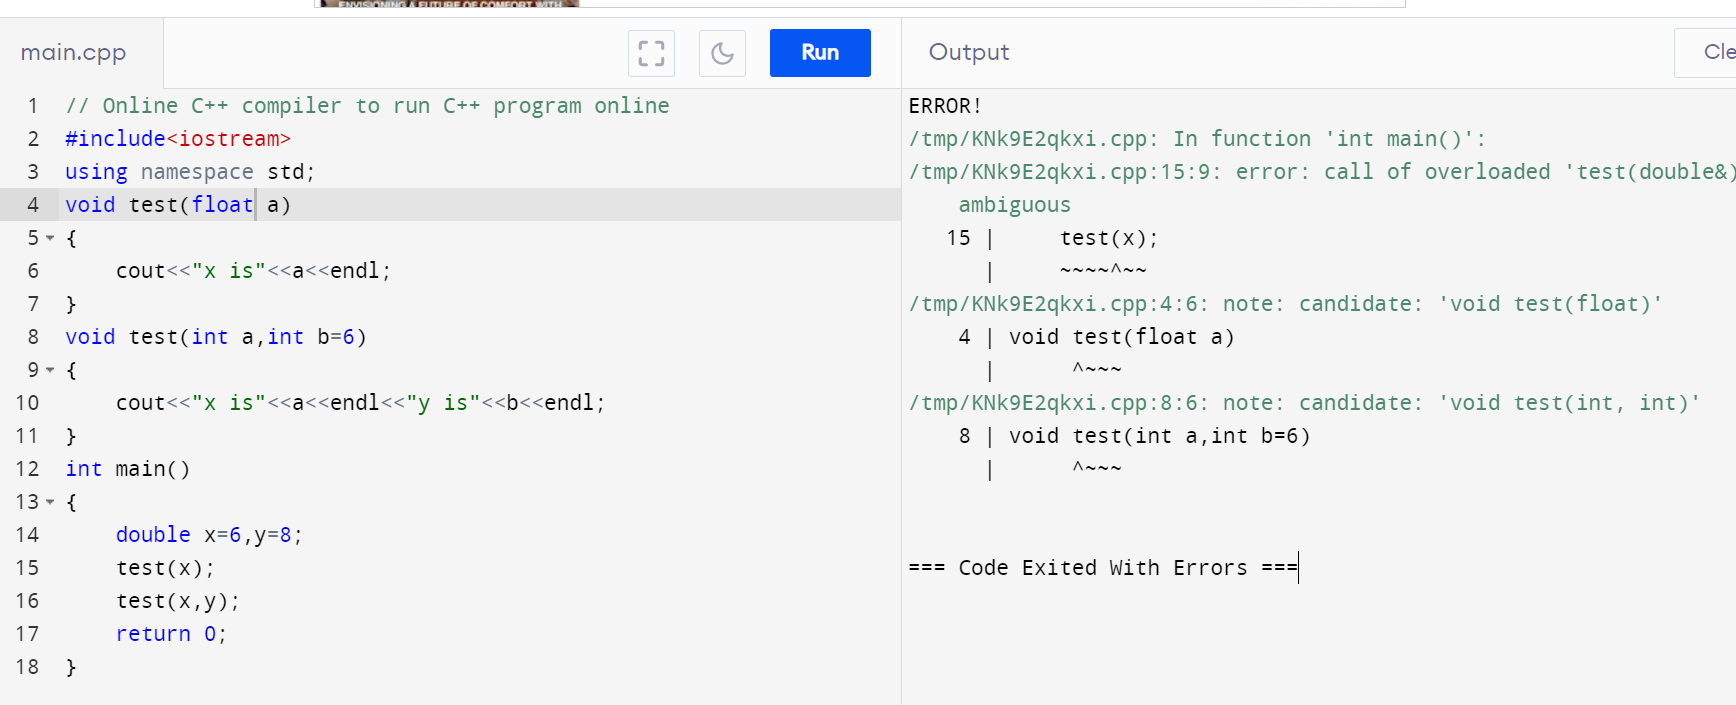 ENVISIONING A FUTURE OF COMFORT WITH
main.cpp
Run
Output
Cle
1 // Online C++ compiler to run C++ program online
2 #include<iostream>
3 using namespace std;
4 void test(float a)
5 {
6     cout<<"x is"<<a<<endl;
7 }
8 void test(int a,int b=6)
9 {
10     cout<<"x is"<<a<<endl<<"y is"<<b<<endl;
11 }
12 int main()
13 {
14     double x=6,y=8;
15     test(x);
16     test(x,y);
17     return 0;
18 }
ERROR!
/tmp/KNk9E2qkxi.cpp: In function 'int main()':
/tmp/KNk9E2qkxi.cpp:15:9: error: call of overloaded 'test(double&)
    ambiguous
   15 |     test(x);
      |     ~~~~^~~
/tmp/KNk9E2qkxi.cpp:4:6: note: candidate: 'void test(float)'
    4 | void test(float a)
      |      ^~~~
/tmp/KNk9E2qkxi.cpp:8:6: note: candidate: 'void test(int, int)'
    8 | void test(int a,int b=6)
      |      ^~~~
=== Code Exited With Errors ===